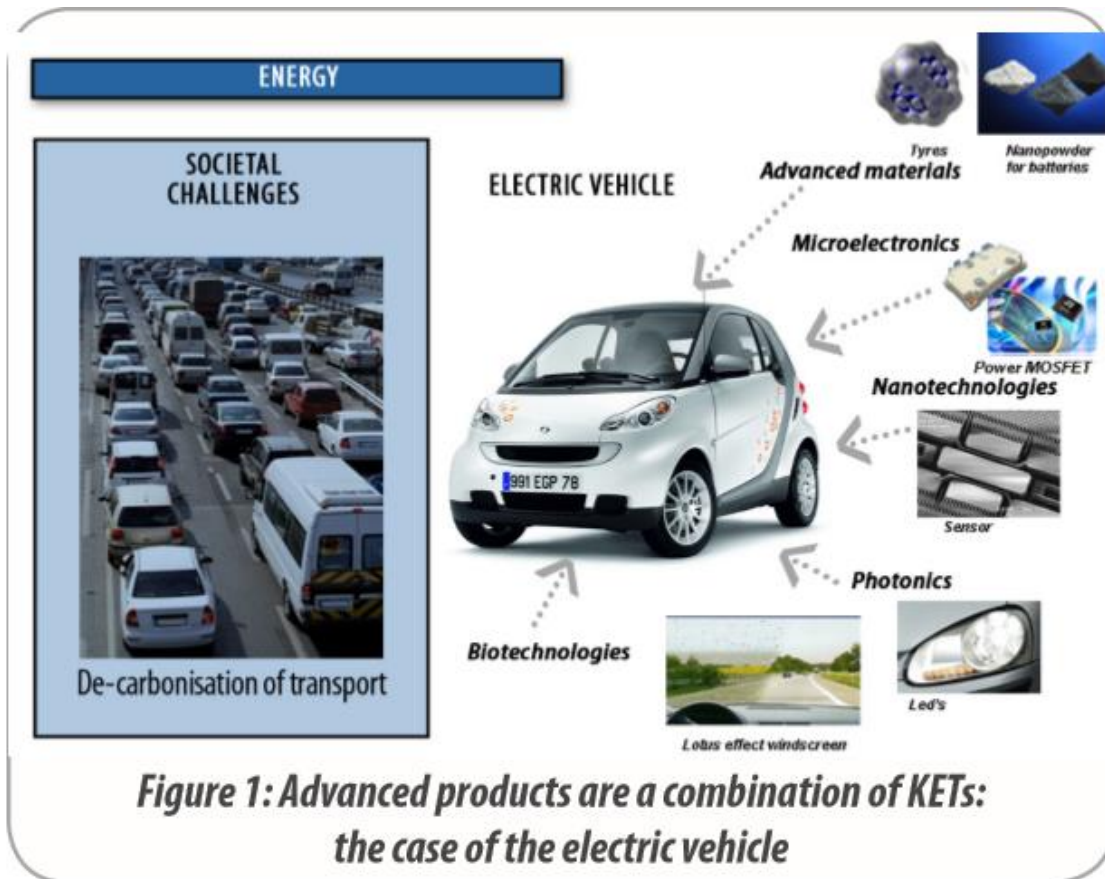 ENERGY
SOCIETAL
CHALLENGES
De-carbonisation of transport
ELECTRIC VEHICLE
Tyres
Nanopowder
for batteries
Advanced materials
Microelectronics
Power MOSFET
Nanotechnologies
Sensor
Photonics
Led's
Biotechnologies
Lotus effect windscreen
991 EGP 78
Figure 1: Advanced products are a combination of KETs:
the case of the electric vehicle